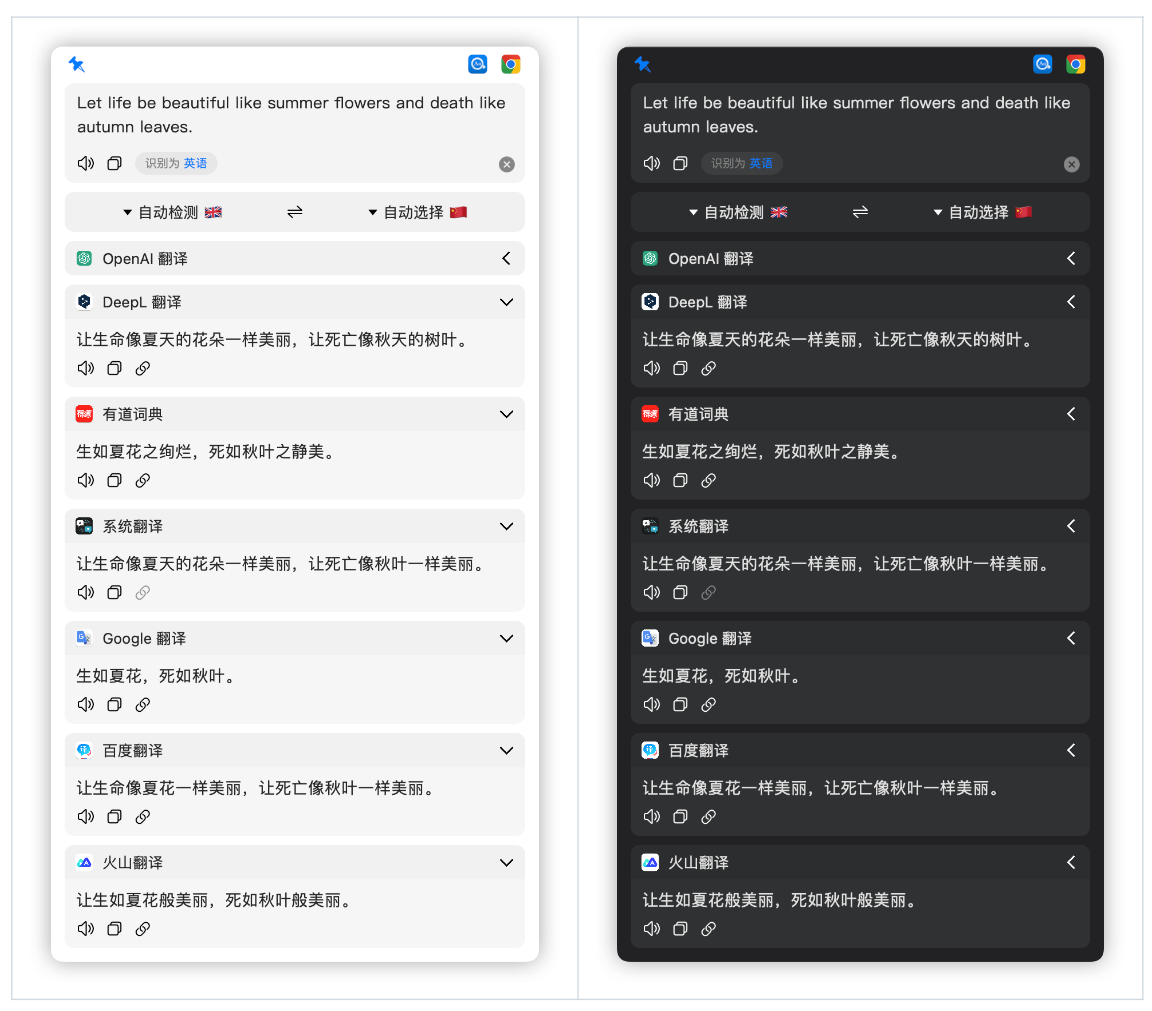 Let life be beautiful like summer flowers and death like
autumn leaves.
识别为 英语
自动检测
自动选择
OpenAI 翻译
DeepL 翻译
让生命像夏天的花朵一样美丽，让死亡像秋天的树叶。
有道词典
生如夏花之绚烂，死如秋叶之静美。
系统翻译
让生命像夏天的花朵一样美丽，让死亡像秋叶一样美丽。
Google 翻译
生如夏花，死如秋叶。
百度翻译
让生命像夏花一样美丽，让死亡像秋叶一样美丽。
火山翻译
让生如夏花般美丽，死如秋叶般美丽。
Let life be beautiful like summer flowers and death like
autumn leaves.
识别为 英语
自动检测
自动选择
OpenAI 翻译
DeepL 翻译
让生命像夏天的花朵一样美丽，让死亡像秋天的树叶。
有道词典
生如夏花之绚烂，死如秋叶之静美。
系统翻译
让生命像夏天的花朵一样美丽，让死亡像秋叶一样美丽。
Google 翻译
生如夏花，死如秋叶。
百度翻译
让生命像夏花一样美丽，让死亡像秋叶一样美丽。
火山翻译
让生如夏花般美丽，死如秋叶般美丽。